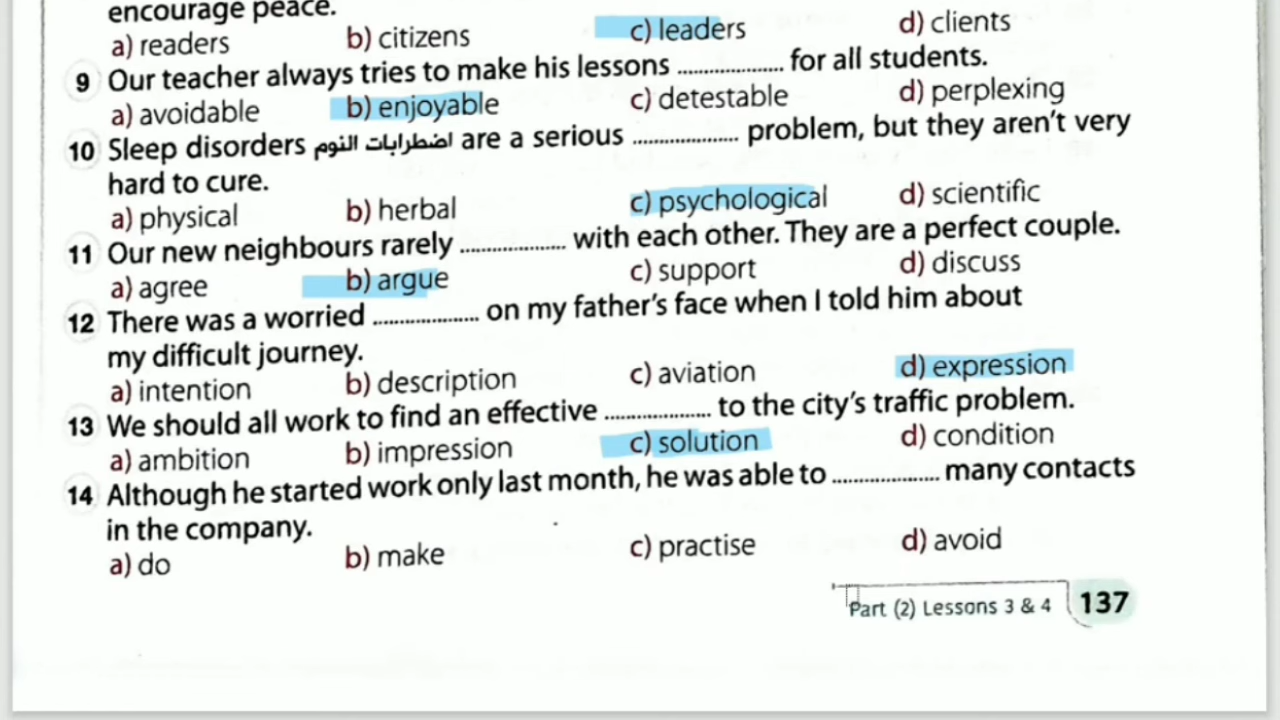 encourage peace.
a) readers b) citizens c) leaders d) clients
9 Our teacher always tries to make his lessons .................... for all students.
a) avoidable b) enjoyable c) detestable d) perplexing
10 Sleep disorders اضطرابات النوم are a serious .................... problem, but they aren't very
hard to cure.
a) physical b) herbal c) psychological d) scientific
11 Our new neighbours rarely .................... with each other. They are a perfect couple.
a) agree b) argue c) support d) discuss
12 There was a worried .................... on my father's face when I told him about
my difficult journey.
a) intention b) description c) aviation d) expression
13 We should all work to find an effective .................... to the city's traffic problem.
a) ambition b) impression c) solution d) condition
14 Although he started work only last month, he was able to .................... many contacts
in the company.
a) do b) make c) practise d) avoid
Part (2) Lessons 3 & 4 137